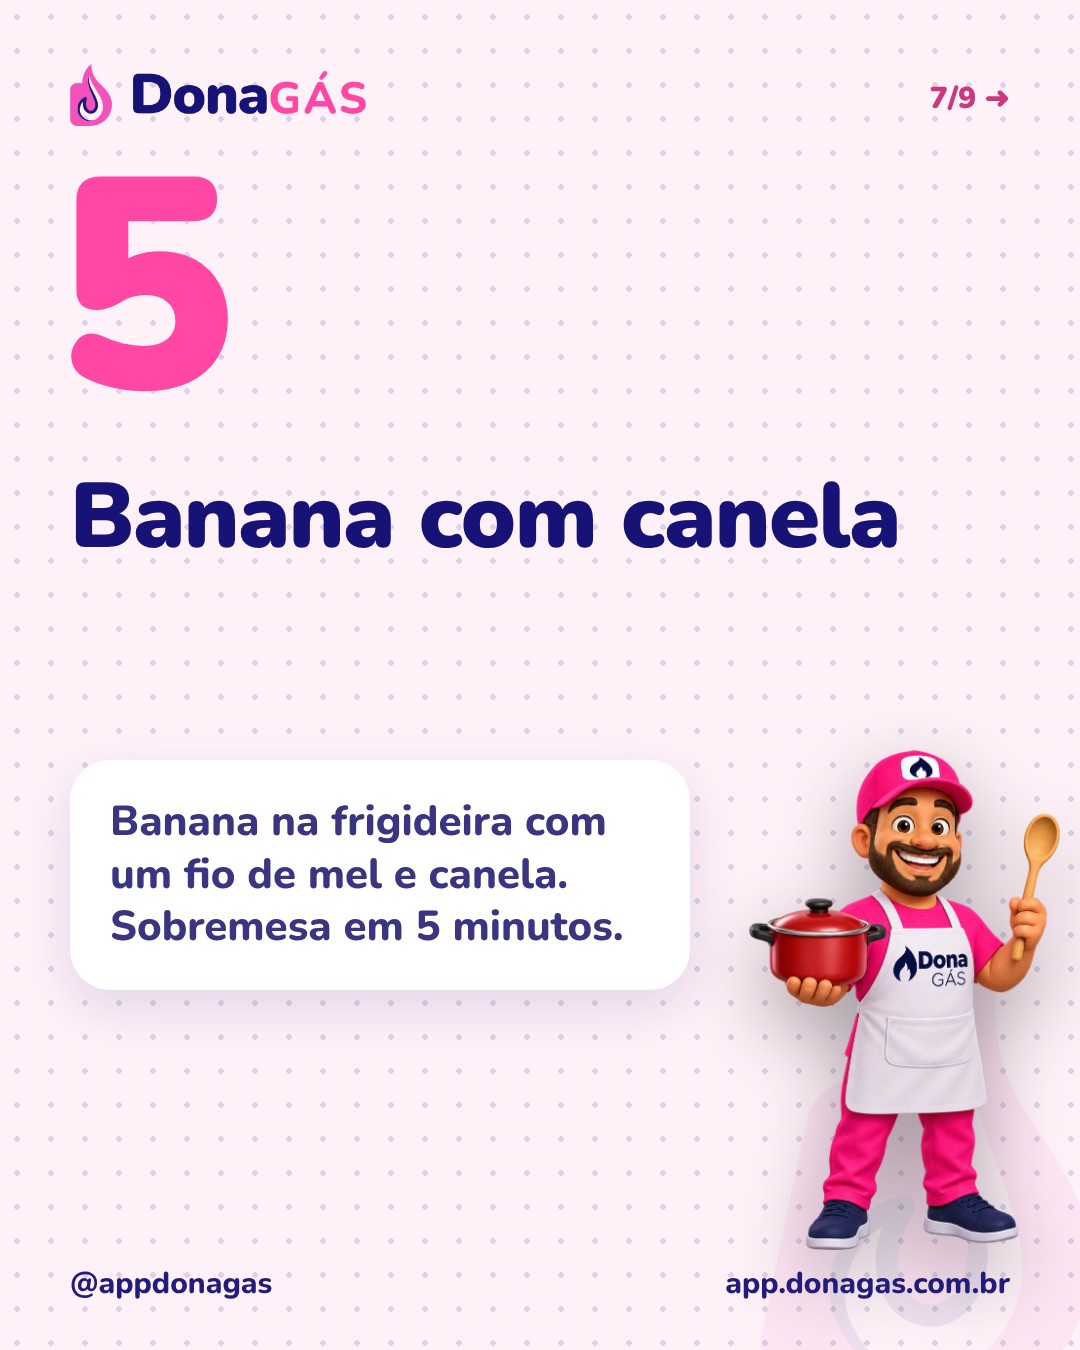 DonaGÁS
7/9 →
5
Banana com canela
Banana na frigideira com
um fio de mel e canela.
Sobremesa em 5 minutos.
Dona
GÁS
@appdonagas
app.donagas.com.br